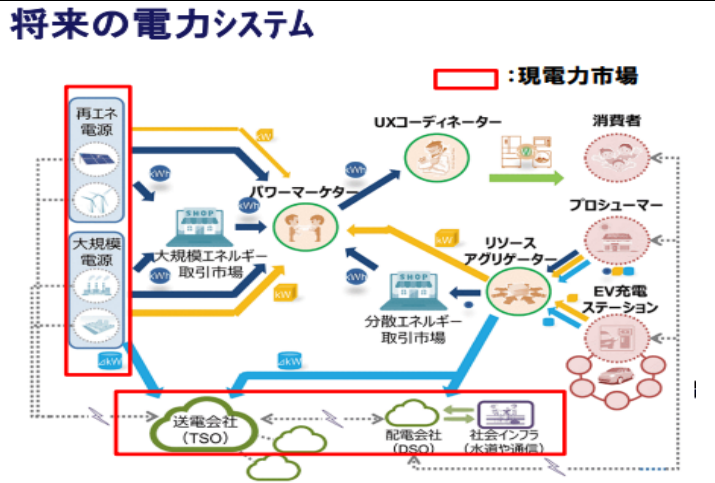 将来の電力システム
：現電力市場
再エネ
電源
kW
UXコーディネーター
消費者
kWh
kWh
パワーマーケター
プロシューマー
kWh
SHOP
kW
リソース
アグリゲーター
大規模
電源
大規模エネルギー
取引市場
kWh
kWh
SHOP
EV充電
ステーション
kW
分散エネルギー
取引市場
⊿kW
⊿kW
送電会社
（TSO）
配電会社
（DSO）
社会インフラ
（水道や通信）